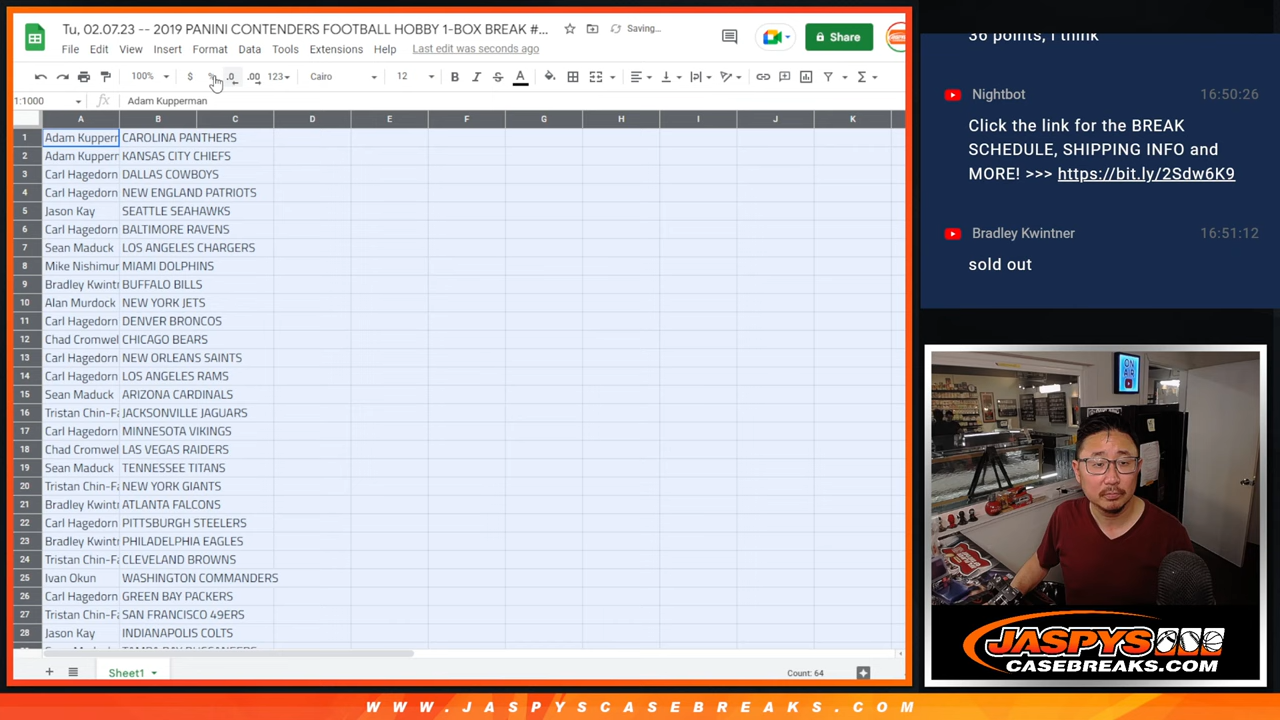 Tu, 02.07.23 -- 2019 PANINI CONTENDERS FOOTBALL HOBBY 1-BOX BREAK #...
Saving...
File Edit View Insert Format Data Tools Extensions Help Last edit was seconds ago
Share
100% $ % .0 .00 123 Cairo 12 B I S A
1:1000 fx Adam Kupperman
A B C D E F G H I J K
1 Adam Kupperr CAROLINA PANTHERS
2 Adam Kupperr KANSAS CITY CHIEFS
3 Carl Hagedorn DALLAS COWBOYS
4 Carl Hagedorn NEW ENGLAND PATRIOTS
5 Jason Kay SEATTLE SEAHAWKS
6 Carl Hagedorn BALTIMORE RAVENS
7 Sean Maduck LOS ANGELES CHARGERS
8 Mike Nishimur MIAMI DOLPHINS
9 Bradley Kwintr BUFFALO BILLS
10 Alan Murdock NEW YORK JETS
11 Carl Hagedorn DENVER BRONCOS
12 Chad Cromwel CHICAGO BEARS
13 Carl Hagedorn NEW ORLEANS SAINTS
14 Carl Hagedorn LOS ANGELES RAMS
15 Sean Maduck ARIZONA CARDINALS
16 Tristan Chin-Fa JACKSONVILLE JAGUARS
17 Carl Hagedorn MINNESOTA VIKINGS
18 Chad Cromwel LAS VEGAS RAIDERS
19 Sean Maduck TENNESSEE TITANS
20 Tristan Chin-Fa NEW YORK GIANTS
21 Bradley Kwintr ATLANTA FALCONS
22 Carl Hagedorn PITTSBURGH STEELERS
23 Bradley Kwintr PHILADELPHIA EAGLES
24 Tristan Chin-Fa CLEVELAND BROWNS
25 Ivan Okun WASHINGTON COMMANDERS
26 Carl Hagedorn GREEN BAY PACKERS
27 Tristan Chin-Fa SAN FRANCISCO 49ERS
28 Jason Kay INDIANAPOLIS COLTS
Sheet1
Count: 64
36 points, I think
Nightbot 16:50:26
Click the link for the BREAK
SCHEDULE, SHIPPING INFO and
MORE! >>> https://bit.ly/2Sdw6K9
Bradley Kwintner 16:51:12
sold out
ON
AIR
JASPYS
CASEBREAKS.COM
WWW.JASPYSCASEBREAKS.COM